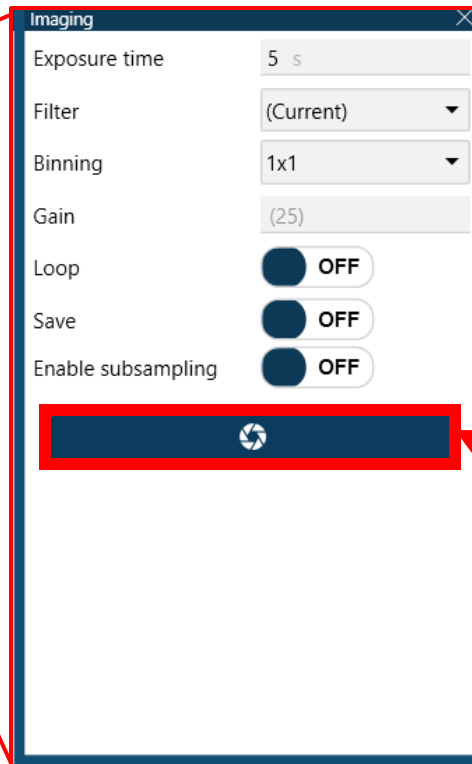 Imaging
Exposure time 5 s
Filter (Current)
Binning 1x1
Gain (25)
Loop OFF
Save OFF
Enable subsampling OFF